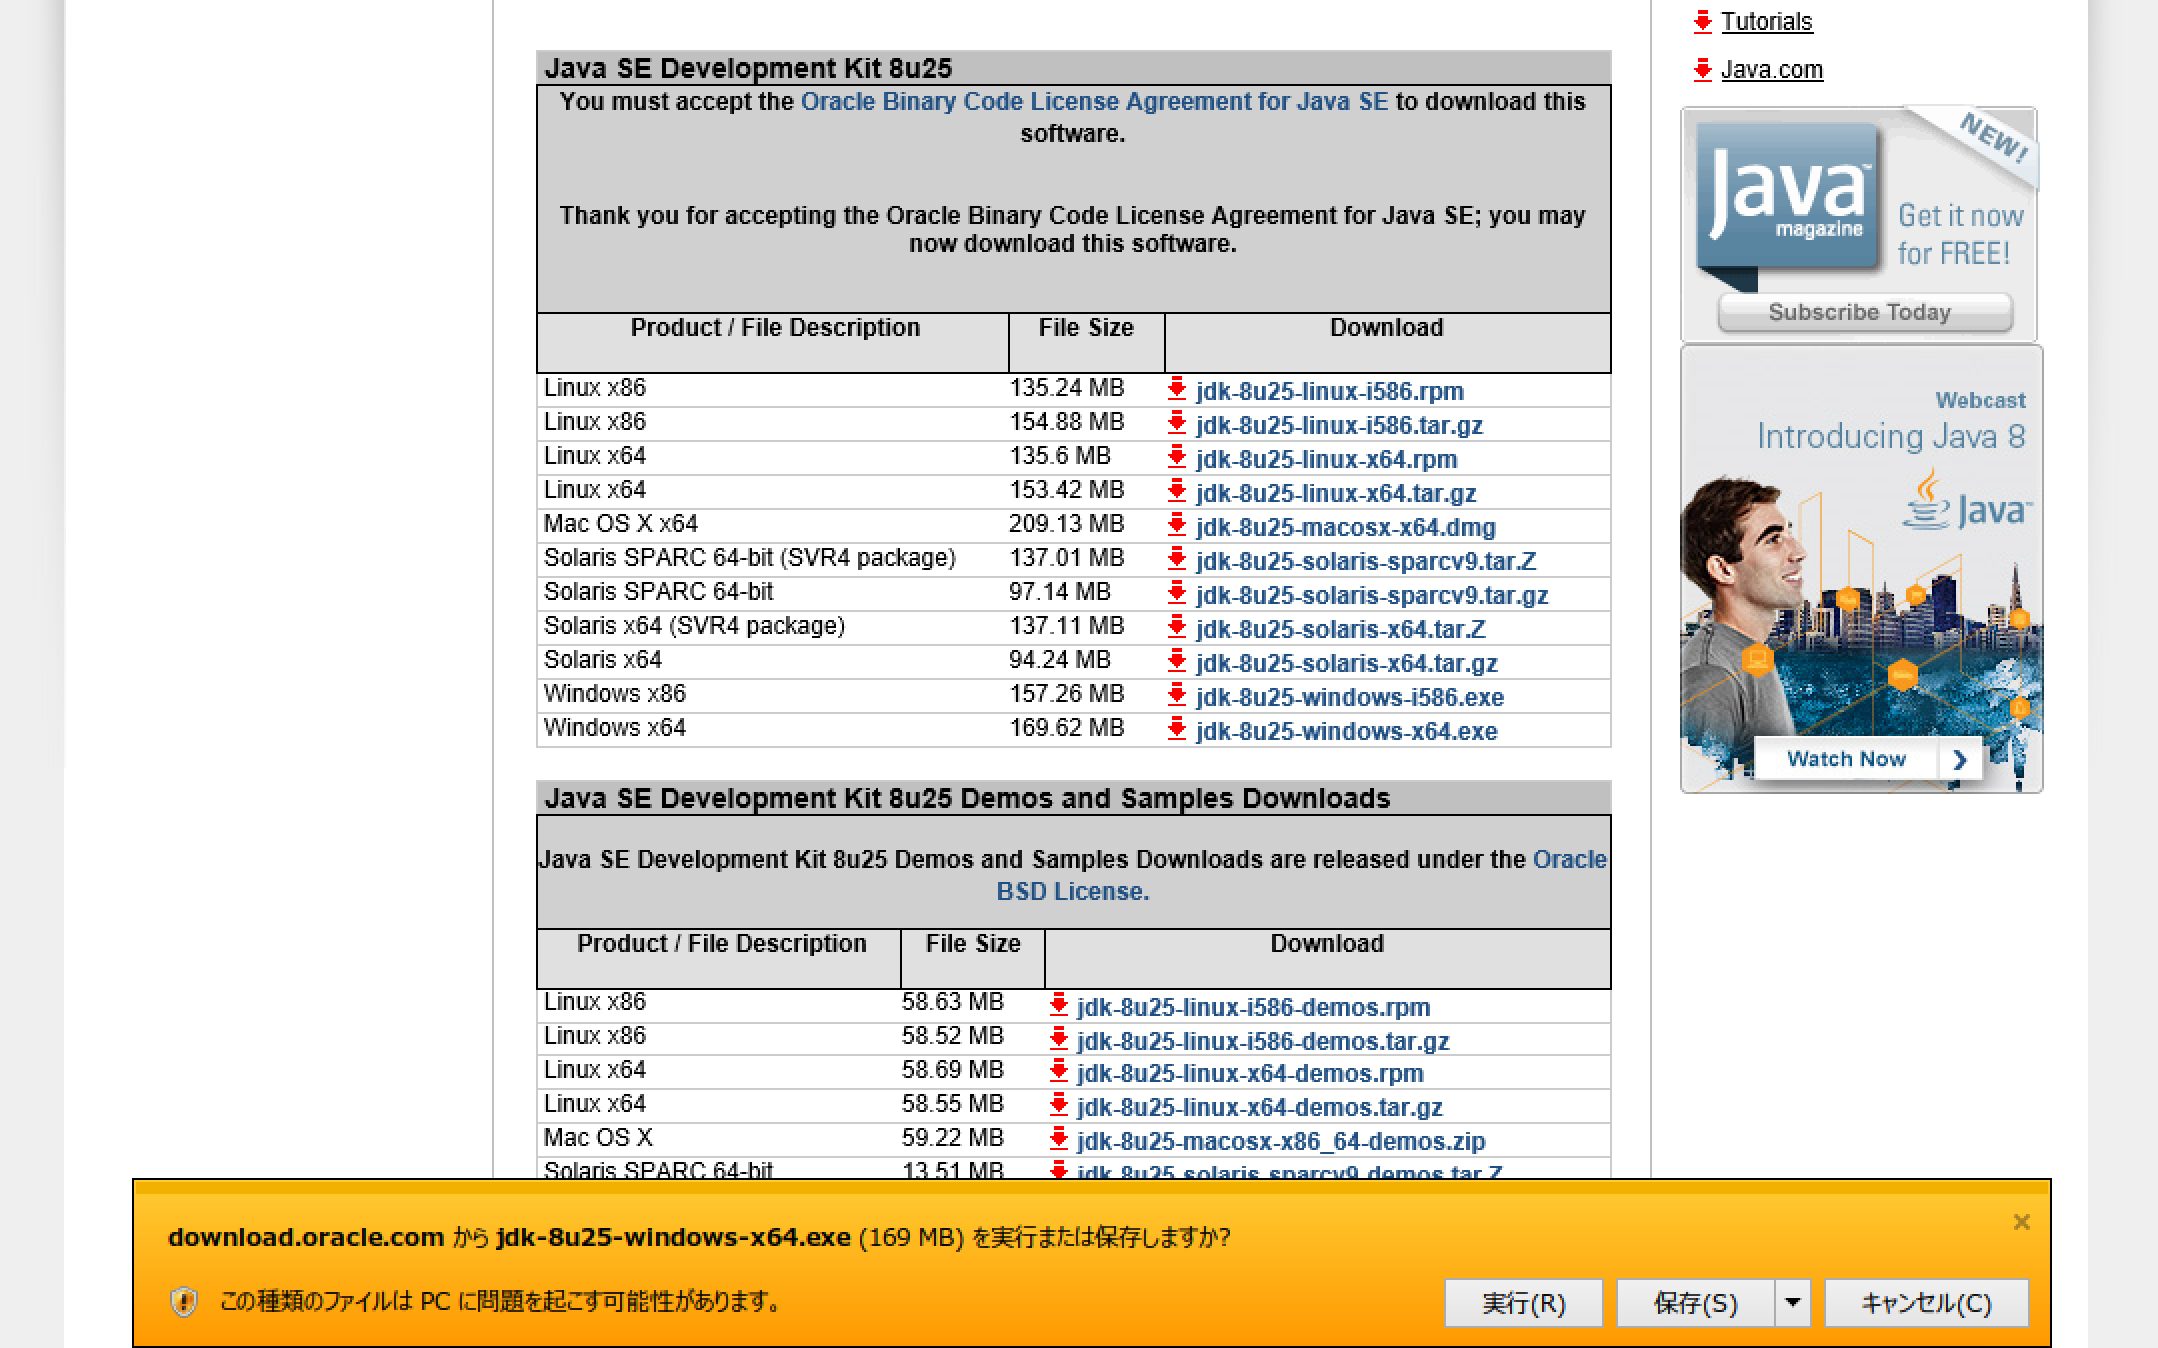 Java SE Development Kit 8u25
You must accept the Oracle Binary Code License Agreement for Java SE to download this
software.
Thank you for accepting the Oracle Binary Code License Agreement for Java SE; you may
now download this software.
Product / File Description File Size Download
Linux x86 135.24 MB jdk-8u25-linux-i586.rpm
Linux x86 154.88 MB jdk-8u25-linux-i586.tar.gz
Linux x64 135.6 MB jdk-8u25-linux-x64.rpm
Linux x64 153.42 MB jdk-8u25-linux-x64.tar.gz
Mac OS X x64 209.13 MB jdk-8u25-macosx-x64.dmg
Solaris SPARC 64-bit (SVR4 package) 137.01 MB jdk-8u25-solaris-sparcv9.tar.Z
Solaris SPARC 64-bit 97.14 MB jdk-8u25-solaris-sparcv9.tar.gz
Solaris x64 (SVR4 package) 137.11 MB jdk-8u25-solaris-x64.tar.Z
Solaris x64 94.24 MB jdk-8u25-solaris-x64.tar.gz
Windows x86 157.26 MB jdk-8u25-windows-i586.exe
Windows x64 169.62 MB jdk-8u25-windows-x64.exe
Java SE Development Kit 8u25 Demos and Samples Downloads
Java SE Development Kit 8u25 Demos and Samples Downloads are released under the Oracle
BSD License.
Product / File Description File Size Download
Linux x86 58.63 MB jdk-8u25-linux-i586-demos.rpm
Linux x86 58.52 MB jdk-8u25-linux-i586-demos.tar.gz
Linux x64 58.69 MB jdk-8u25-linux-x64-demos.rpm
Linux x64 58.55 MB jdk-8u25-linux-x64-demos.tar.gz
Mac OS X 59.22 MB jdk-8u25-macosx-x86_64-demos.zip
Solaris SPARC 64-bit 13.51 MB jdk-8u25-solaris-sparcv9-demos.tar.Z
Tutorials
Java.com
NEW!
Java™
magazine
Get it now
for FREE!
Subscribe Today
Webcast
Introducing Java 8
Java™
Watch Now
download.oracle.com から jdk-8u25-windows-x64.exe (169 MB) を実行または保存しますか?
この種類のファイルは PC に問題を起こす可能性があります。
実行(R) 保存(S) キャンセル(C)